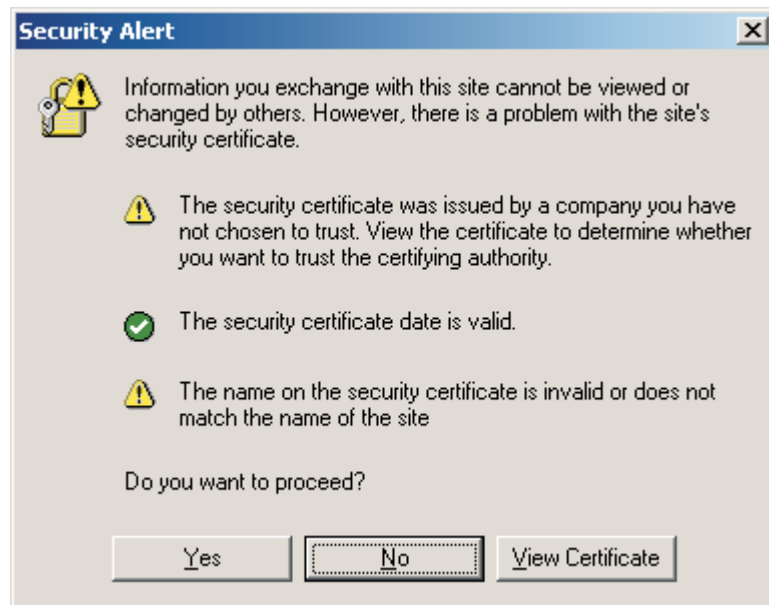 Security Alert
Information you exchange with this site cannot be viewed or
changed by others. However, there is a problem with the site's
security certificate.
The security certificate was issued by a company you have
not chosen to trust. View the certificate to determine whether
you want to trust the certifying authority.
The security certificate date is valid.
The name on the security certificate is invalid or does not
match the name of the site
Do you want to proceed?
Yes No View Certificate